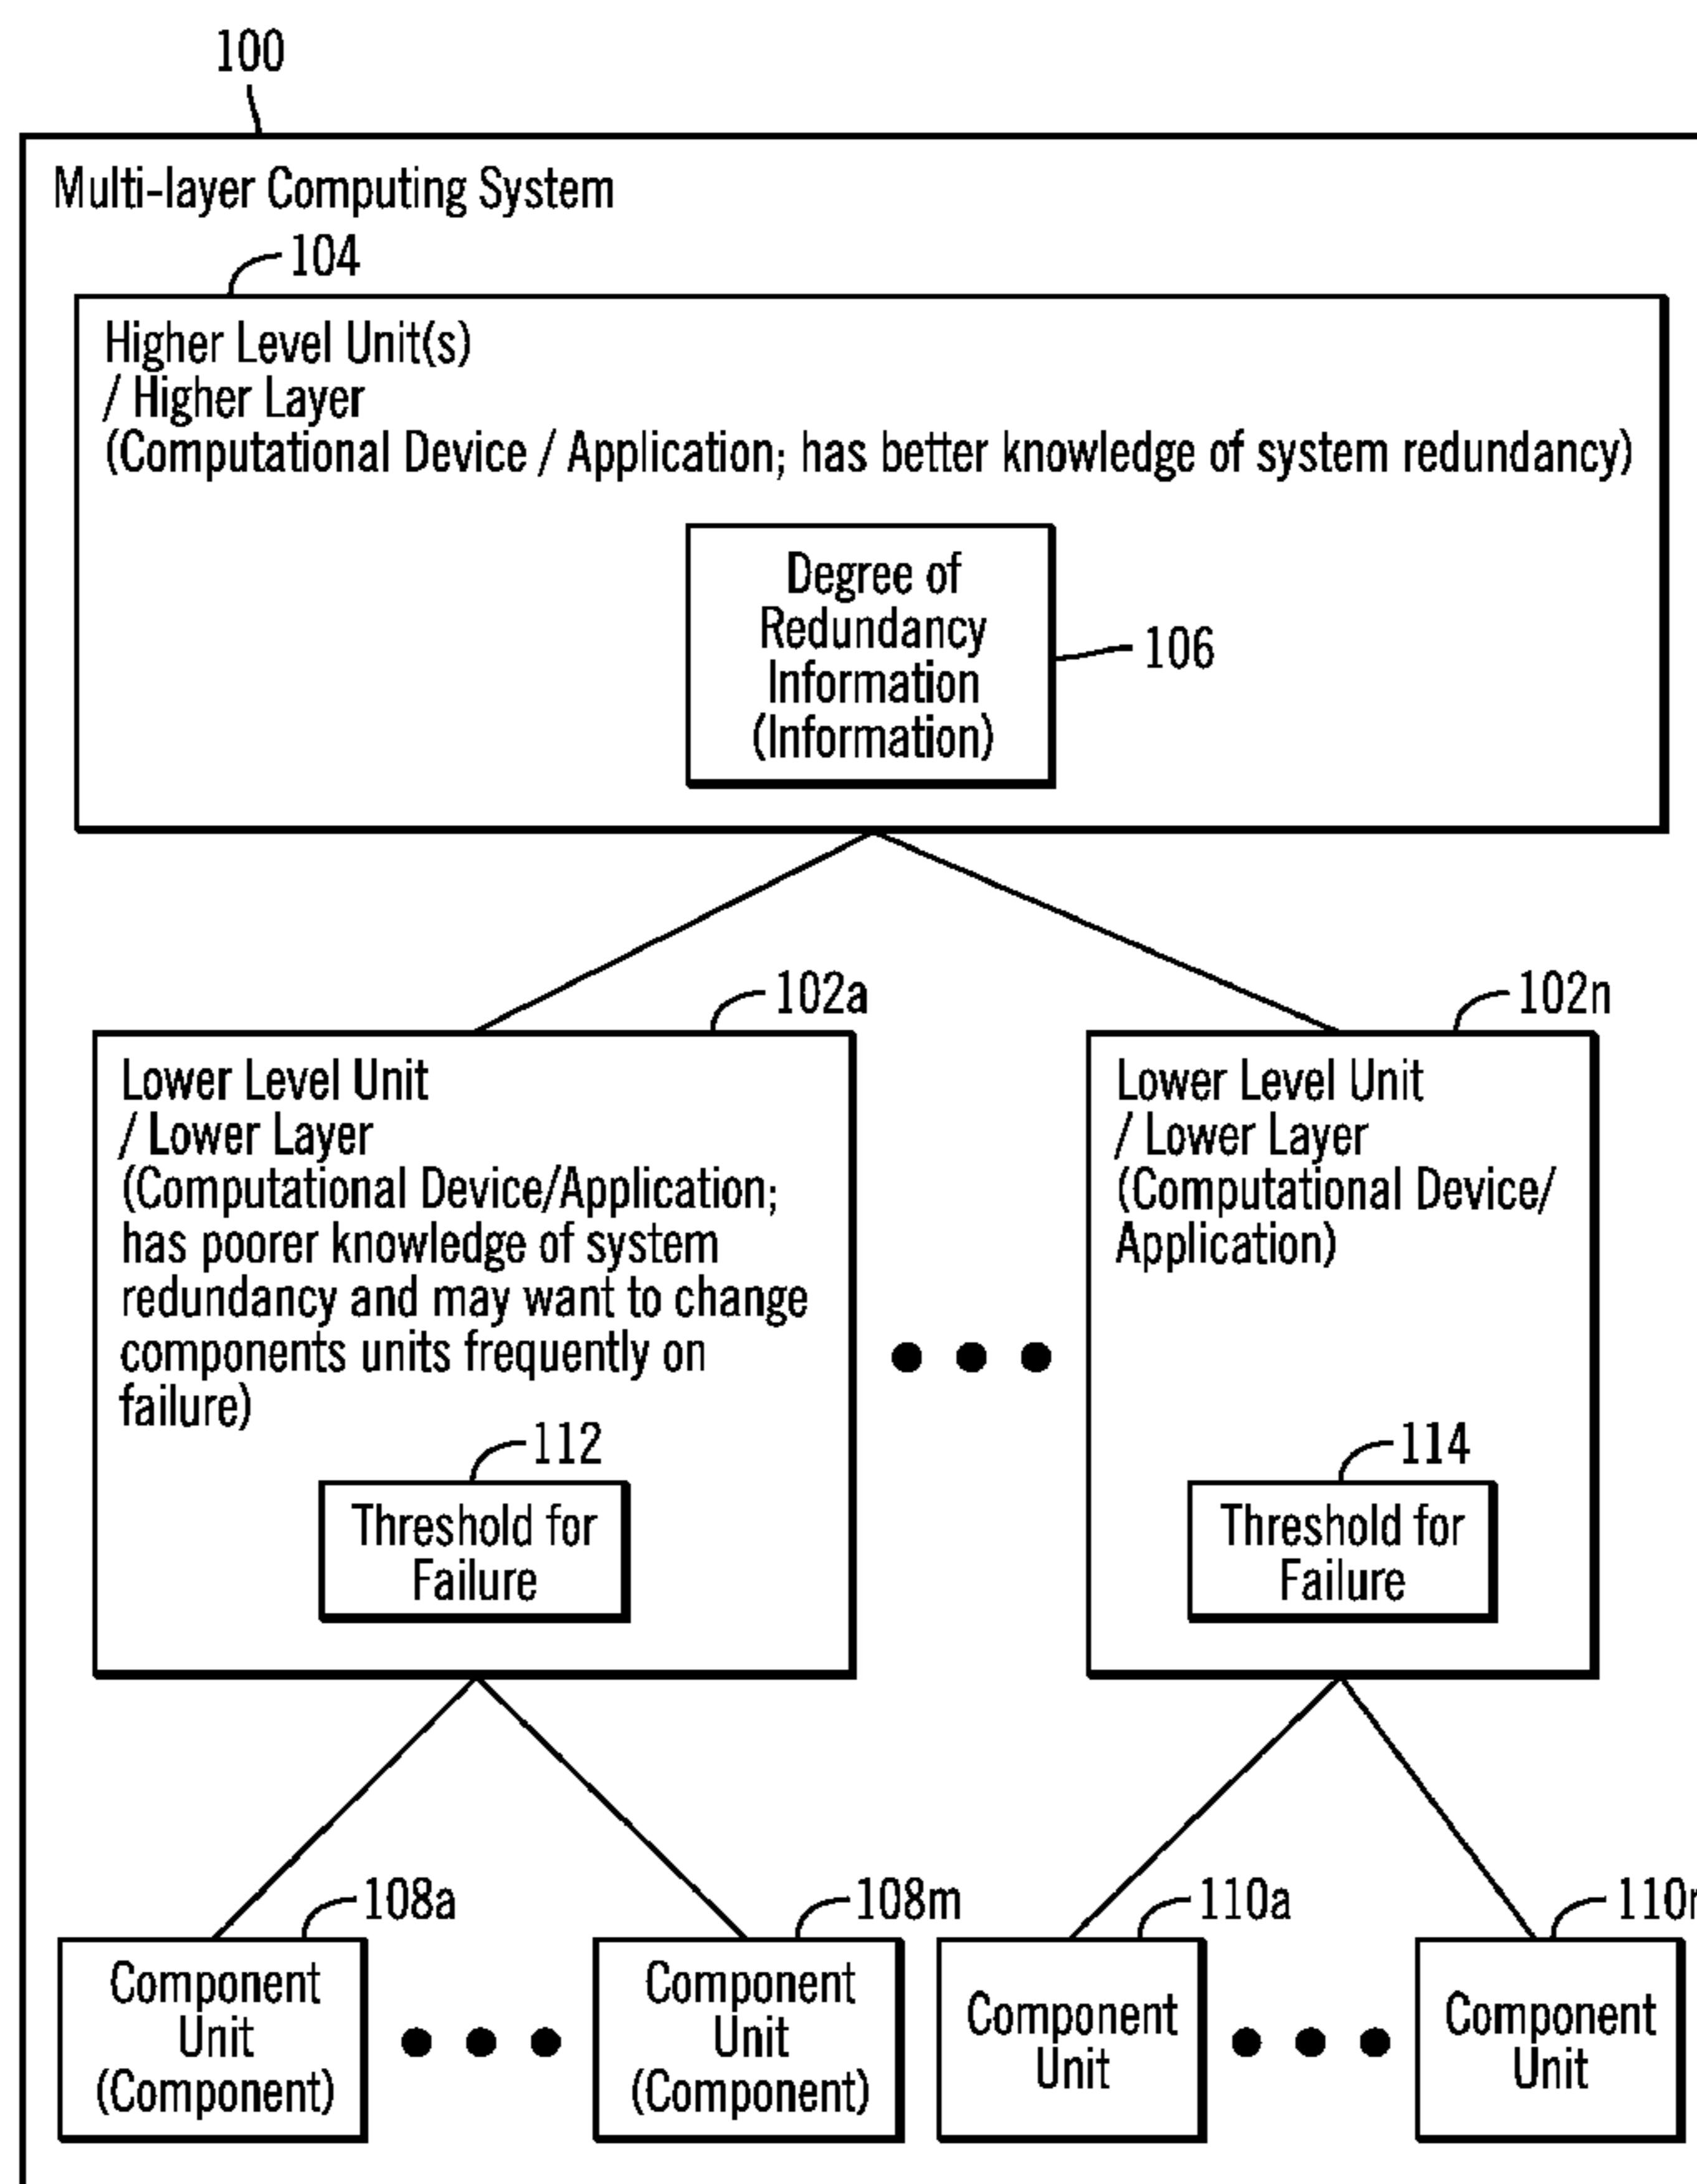 100
Multi-layer Computing System
104
Higher Level Unit(s)
/ Higher Layer
(Computational Device / Application; has better knowledge of system redundancy)
Degree of
Redundancy
Information
(Information)
106
102a
Lower Level Unit
/ Lower Layer
(Computational Device/Application;
has poorer knowledge of system
redundancy and may want to change
components units frequently on
failure)
112
Threshold for
Failure
102n
Lower Level Unit
/ Lower Layer
(Computational Device/
Application)
114
Threshold for
Failure
108a
Component
Unit
(Component)
108m
Component
Unit
(Component)
110a
Component
Unit
Component
Unit